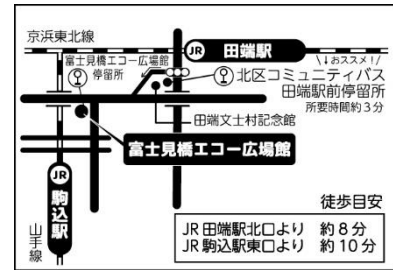 京浜東北線
JR 田端駅
富士見橋エコー広場館
停留所
\↓おススメ!/
北区コミュニティバス
田端駅前停留所
所要時間約3分
田端文士村記念館
富士見橋エコー広場館
JR 駒込駅
山手線
徒歩目安
JR田端駅北口より 約8分
JR駒込駅東口より 約10分